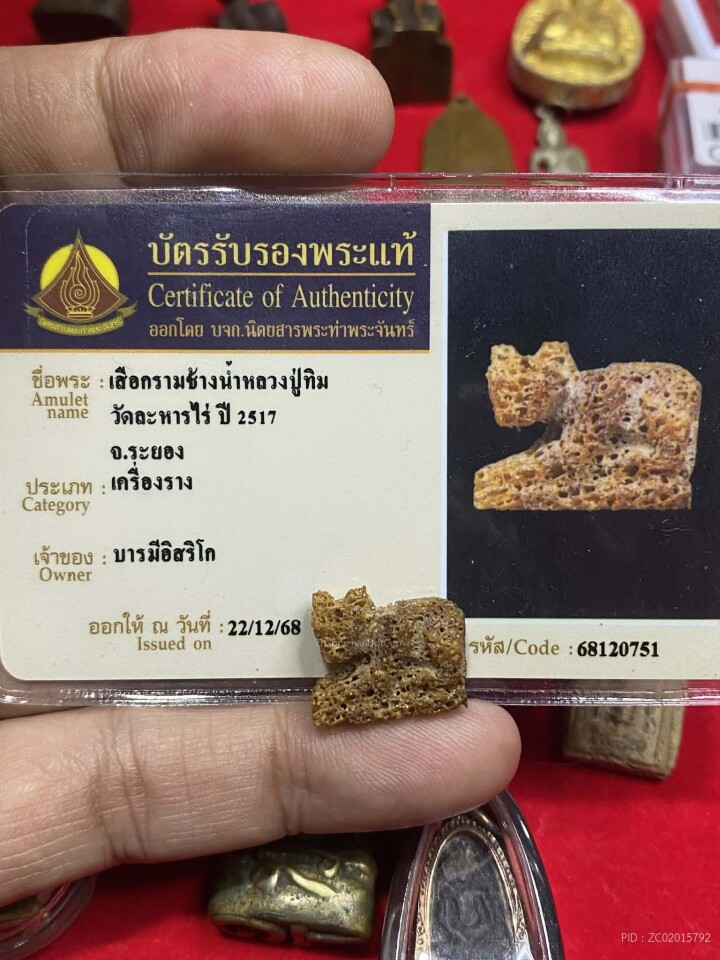 บัตรรับรองพระแท้
Certificate of Authenticity
ออกโดย บจก.นิตยสารพระท่าพระจันทร์
ชื่อพระ : เสือกรามช้างน้ำหลวงปู่ทิม
Amulet name
วัดละหารไร่ ปี 2517
จ.ระยอง
ประเภท : เครื่องราง
Category
เจ้าของ : บารมีอิสริโก
Owner
ออกให้ ณ วันที่ : 22/12/68
Issued on
รหัส/Code : 68120751
PID : ZC02015792